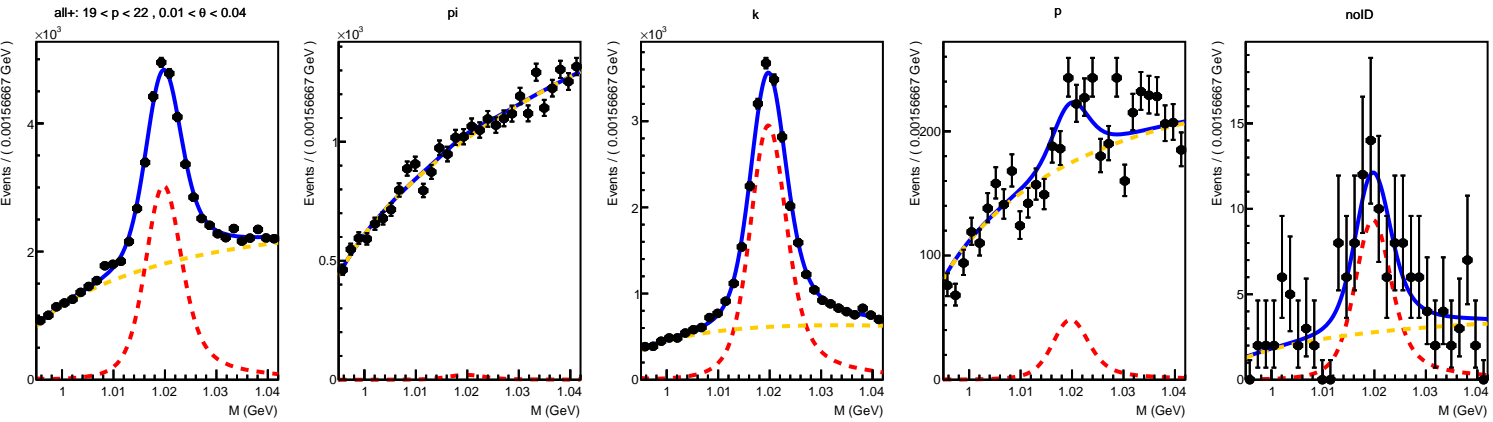 all+: 19 < p < 22 , 0.01 < θ < 0.04
×10³
Events / ( 0.00156667 GeV )
4
2
0
1 1.01 1.02 1.03 1.04
M (GeV)
pi
×10³
Events / ( 0.00156667 GeV )
1
0.5
0
1 1.01 1.02 1.03 1.04
M (GeV)
k
×10³
Events / ( 0.00156667 GeV )
3
2
1
0
1 1.01 1.02 1.03 1.04
M (GeV)
p
Events / ( 0.00156667 GeV )
200
100
0
1 1.01 1.02 1.03 1.04
M (GeV)
noID
Events / ( 0.00156667 GeV )
15
10
5
0
1 1.01 1.02 1.03 1.04
M (GeV)